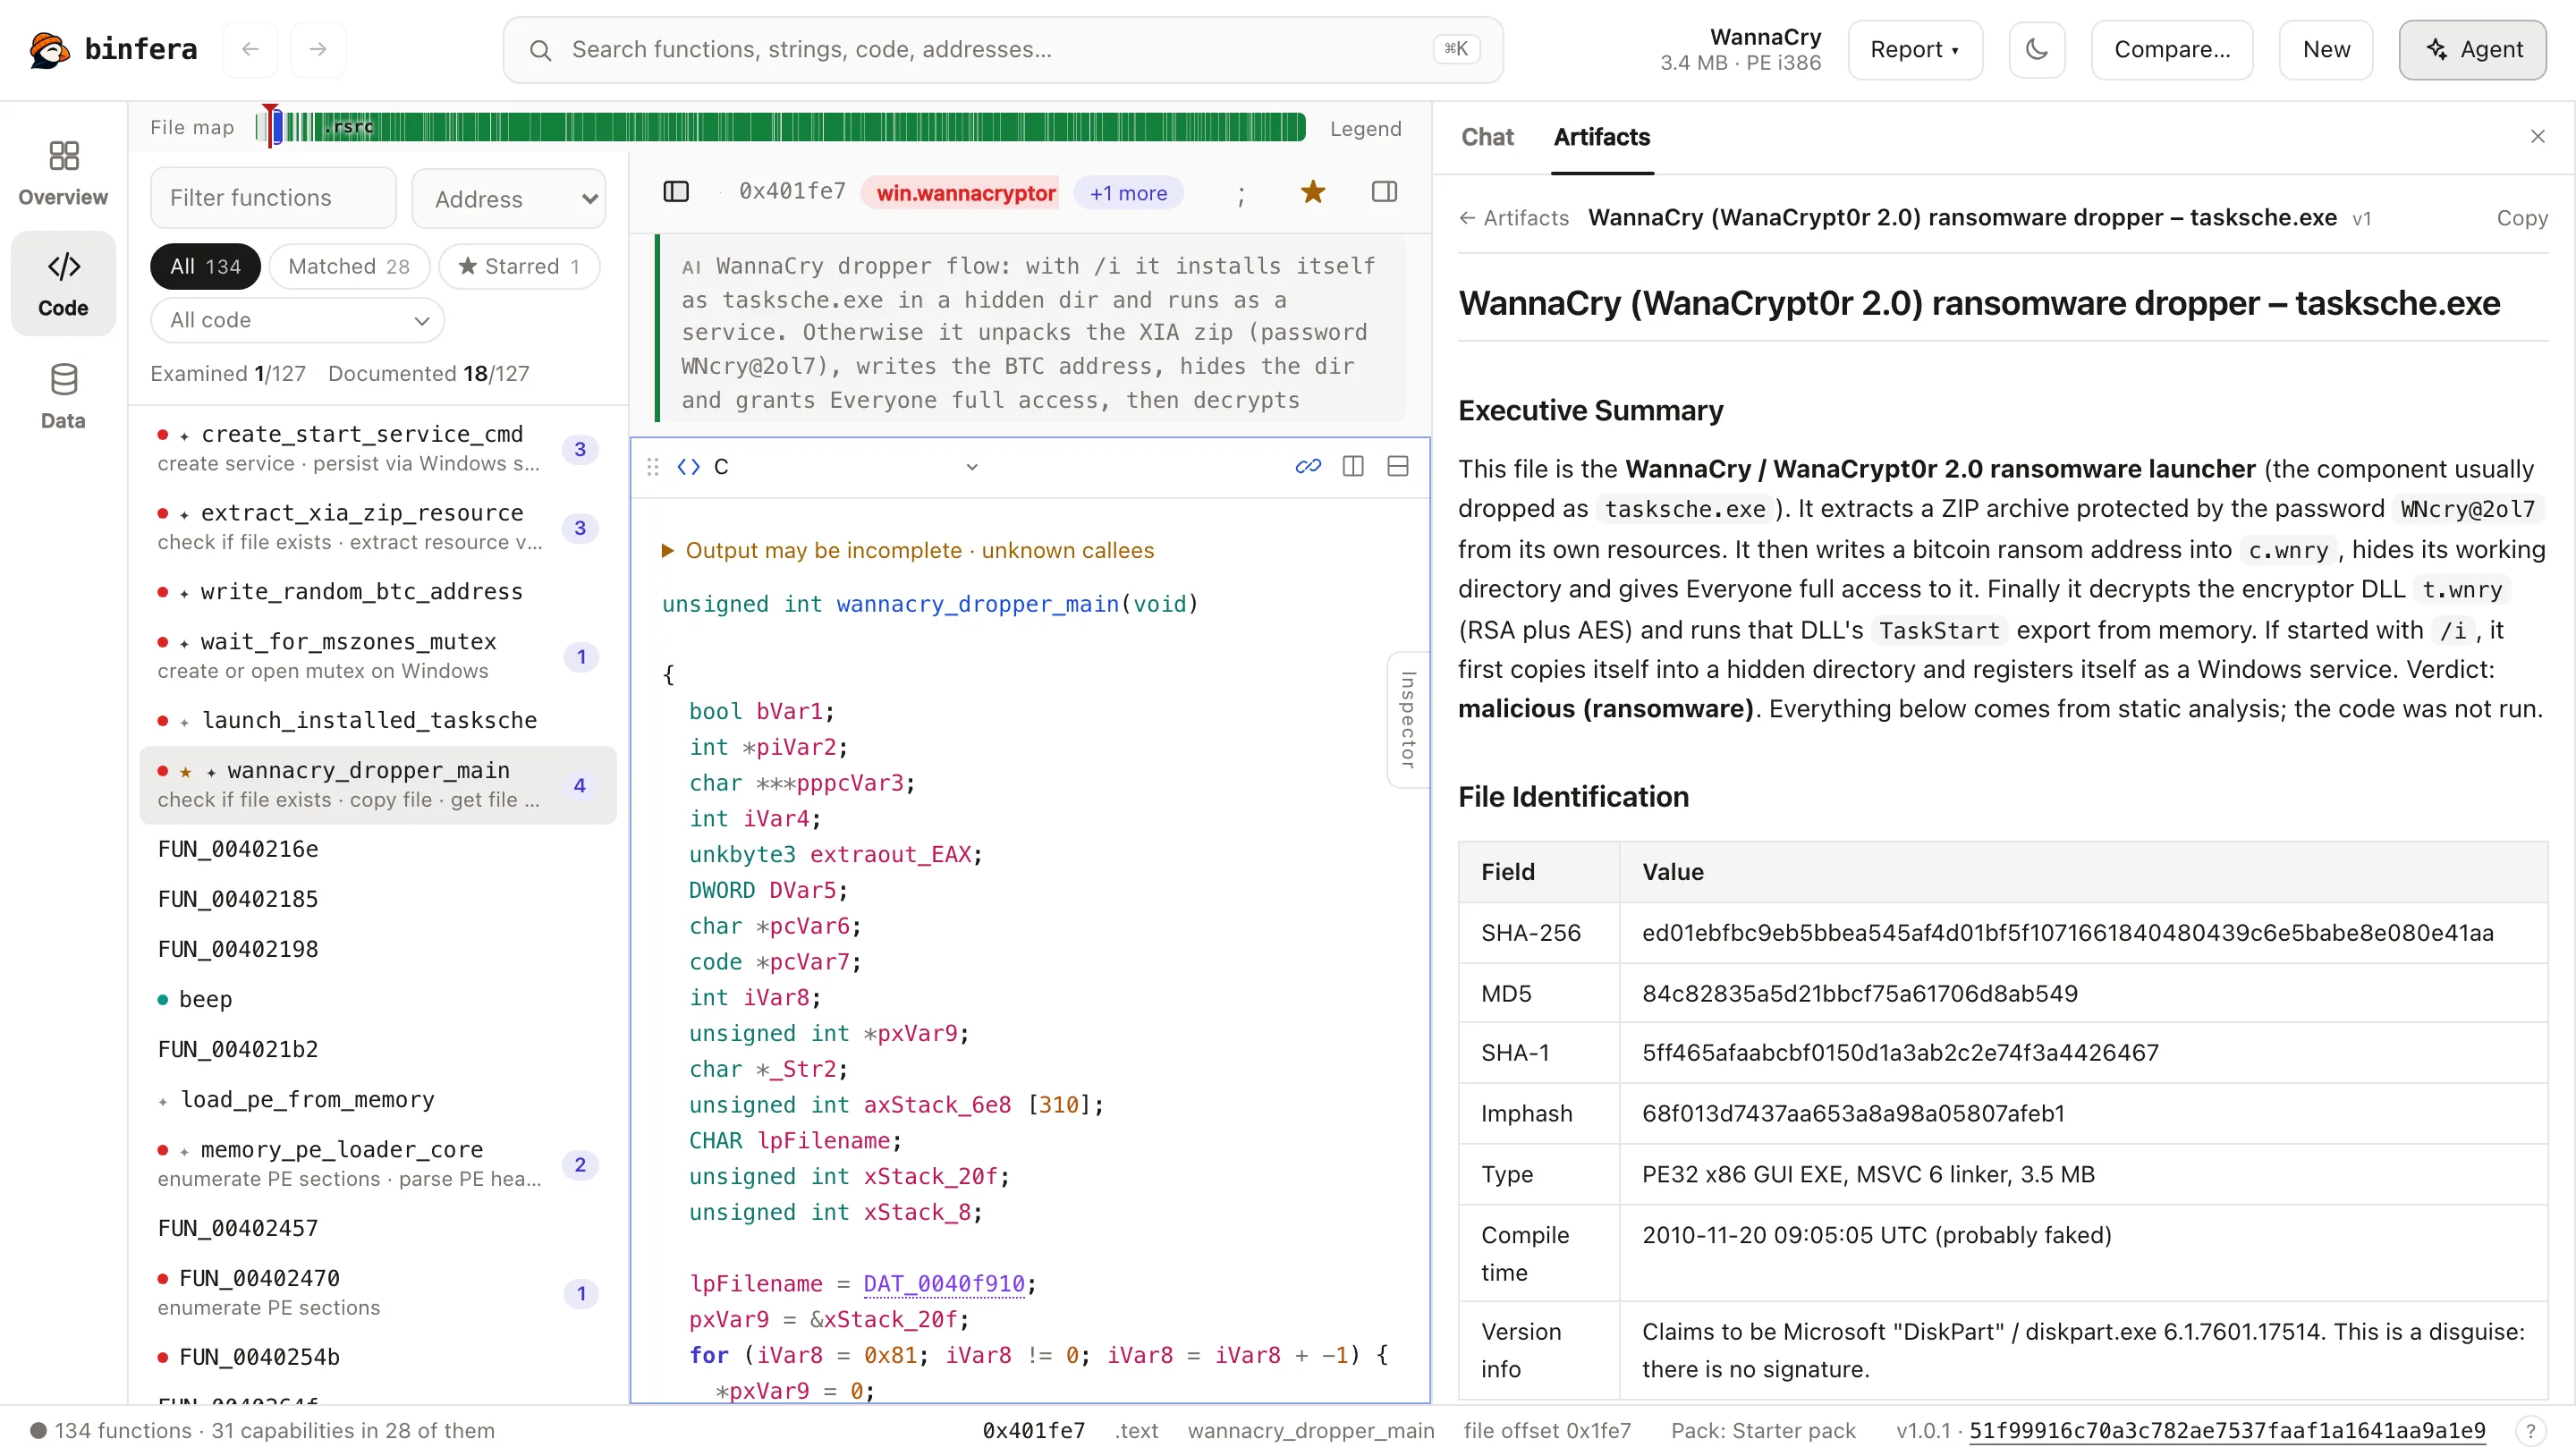 binfera
Search functions, strings, code, addresses...
⌘K
WannaCry
3.4 MB · PE i386
Report ▾
Compare...
New
Agent
Overview
Code
Data
File map
.rsrc
Legend
Filter functions
Address
All 134
Matched 28
★ Starred 1
All code
Examined 1/127 Documented 18/127
create_start_service_cmd
create service · persist via Windows s...
3
extract_xia_zip_resource
check if file exists · extract resource v...
3
write_random_btc_address
wait_for_mszones_mutex
create or open mutex on Windows
1
launch_installed_tasksche
★ wannacry_dropper_main
check if file exists · copy file · get file ...
4
FUN_0040216e
FUN_00402185
FUN_00402198
beep
FUN_004021b2
load_pe_from_memory
memory_pe_loader_core
enumerate PE sections · parse PE hea...
2
FUN_00402457
FUN_00402470
enumerate PE sections
1
FUN_0040254b
0x401fe7
win.wannacryptor
+1 more
;
AI WannaCry dropper flow: with /i it installs itself
as tasksche.exe in a hidden dir and runs as a
service. Otherwise it unpacks the XIA zip (password
WNcry@2ol7), writes the BTC address, hides the dir
and grants Everyone full access, then decrypts
<> C
▶ Output may be incomplete · unknown callees
unsigned int wannacry_dropper_main(void)
{
bool bVar1;
int *piVar2;
char ***pppcVar3;
int iVar4;
unkbyte3 extraout_EAX;
DWORD DVar5;
char *pcVar6;
code *pcVar7;
int iVar8;
unsigned int *pxVar9;
char *_Str2;
unsigned int axStack_6e8 [310];
CHAR lpFilename;
unsigned int xStack_20f;
unsigned int xStack_8;
lpFilename = DAT_0040f910;
pxVar9 = &xStack_20f;
for (iVar8 = 0x81; iVar8 != 0; iVar8 = iVar8 + -1) {
*pxVar9 = 0;
Inspector
Chat
Artifacts
← Artifacts
WannaCry (WanaCrypt0r 2.0) ransomware dropper – tasksche.exe v1
Copy
WannaCry (WanaCrypt0r 2.0) ransomware dropper – tasksche.exe
Executive Summary
This file is the WannaCry / WanaCrypt0r 2.0 ransomware launcher (the component usually
dropped as tasksche.exe). It extracts a ZIP archive protected by the password WNcry@2ol7
from its own resources. It then writes a bitcoin ransom address into c.wnry, hides its working
directory and gives Everyone full access to it. Finally it decrypts the encryptor DLL t.wnry
(RSA plus AES) and runs that DLL's TaskStart export from memory. If started with /i, it
first copies itself into a hidden directory and registers itself as a Windows service. Verdict:
malicious (ransomware). Everything below comes from static analysis; the code was not run.
File Identification
Field Value
SHA-256 ed01ebfbc9eb5bbea545af4d01bf5f1071661840480439c6e5babe8e080e41aa
MD5 84c82835a5d21bbcf75a61706d8ab549
SHA-1 5ff465afaabcbf0150d1a3ab2c2e74f3a4426467
Imphash 68f013d7437aa653a8a98a05807afeb1
Type PE32 x86 GUI EXE, MSVC 6 linker, 3.5 MB
Compile
time
2010-11-20 09:05:05 UTC (probably faked)
Version
info
Claims to be Microsoft "DiskPart" / diskpart.exe 6.1.7601.17514. This is a disguise:
there is no signature.
134 functions · 31 capabilities in 28 of them
0x401fe7
.text
wannacry_dropper_main
file offset 0x1fe7
Pack: Starter pack
v1.0.1 · 51f99916c70a3c782ae7537faaf1a1641aa9a1e9
?